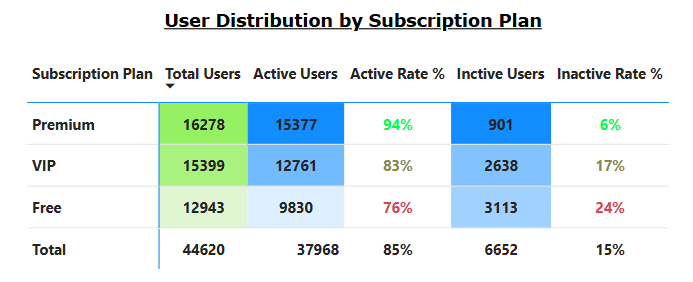 User Distribution by Subscription Plan
Subscription Plan Total Users Active Users Active Rate % Inctive Users Inactive Rate %
Premium 16278 15377 94% 901 6%
VIP 15399 12761 83% 2638 17%
Free 12943 9830 76% 3113 24%
Total 44620 37968 85% 6652 15%